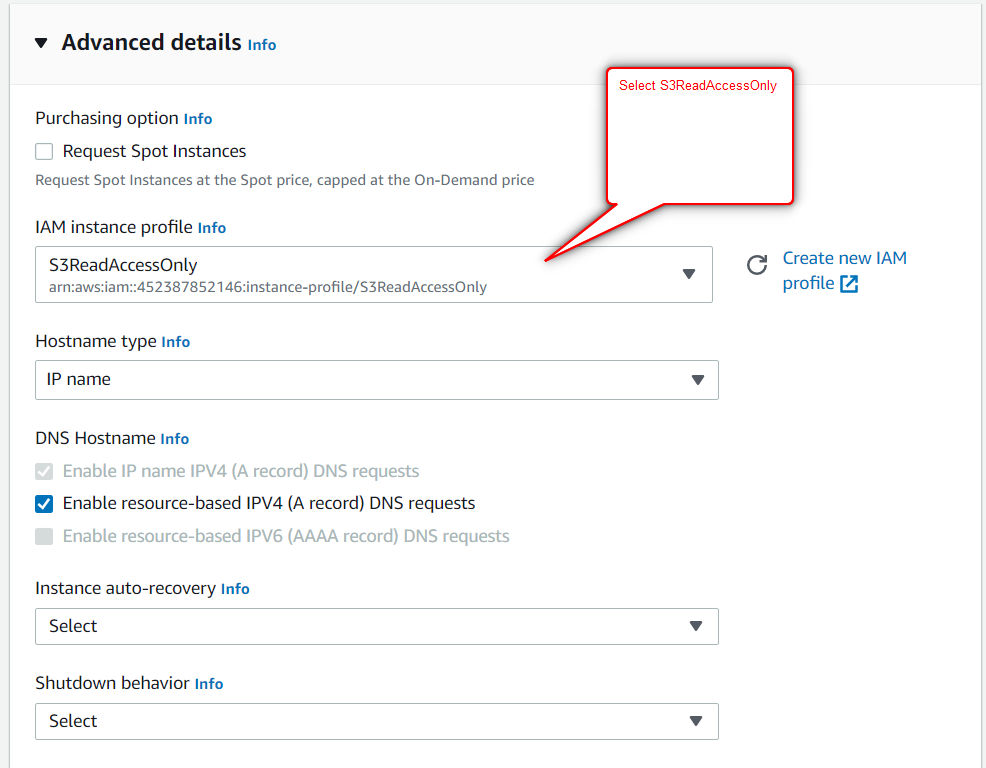 Advanced details Info
Select S3ReadAccessOnly
Purchasing option Info
Request Spot Instances
Request Spot Instances at the Spot price, capped at the On-Demand price
IAM instance profile Info
S3ReadAccessOnly
arn:aws:iam::452387852146:instance-profile/S3ReadAccessOnly
Create new IAM
profile
Hostname type Info
IP name
DNS Hostname Info
Enable IP name IPV4 (A record) DNS requests
Enable resource-based IPV4 (A record) DNS requests
Enable resource-based IPV6 (AAAA record) DNS requests
Instance auto-recovery Info
Select
Shutdown behavior Info
Select